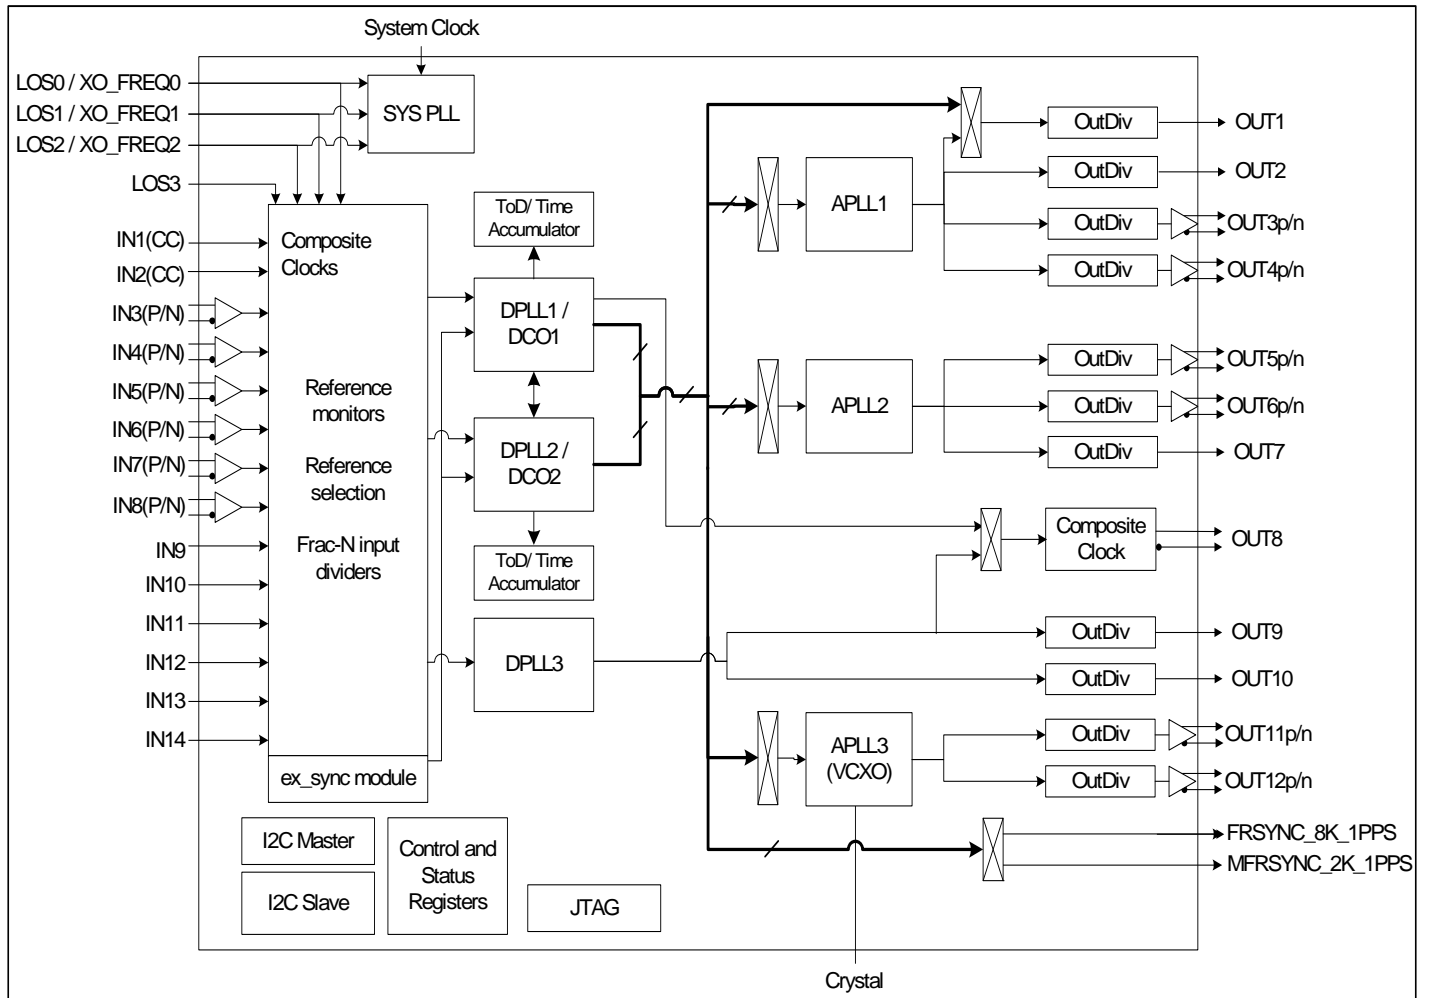 System Clock
LOS0 / XO_FREQ0
LOS1 / XO_FREQ1
LOS2 / XO_FREQ2
LOS3
SYS PLL
IN1(CC)
IN2(CC)
IN3(P/N)
IN4(P/N)
IN5(P/N)
IN6(P/N)
IN7(P/N)
IN8(P/N)
IN9
IN10
IN11
IN12
IN13
IN14
Composite
Clocks
Reference
monitors
Reference
selection
Frac-N input
dividers
ex_sync module
ToD/ Time
Accumulator
DPLL1 /
DCO1
DPLL2 /
DCO2
ToD/ Time
Accumulator
DPLL3
I2C Master
I2C Slave
Control and
Status
Registers
JTAG
APLL1
APLL2
APLL3
(VCXO)
Crystal
OutDiv
OutDiv
OutDiv
OutDiv
OutDiv
OutDiv
OutDiv
Composite
Clock
OutDiv
OutDiv
OutDiv
OutDiv
OUT1
OUT2
OUT3p/n
OUT4p/n
OUT5p/n
OUT6p/n
OUT7
OUT8
OUT9
OUT10
OUT11p/n
OUT12p/n
FRSYNC_8K_1PPS
MFRSYNC_2K_1PPS